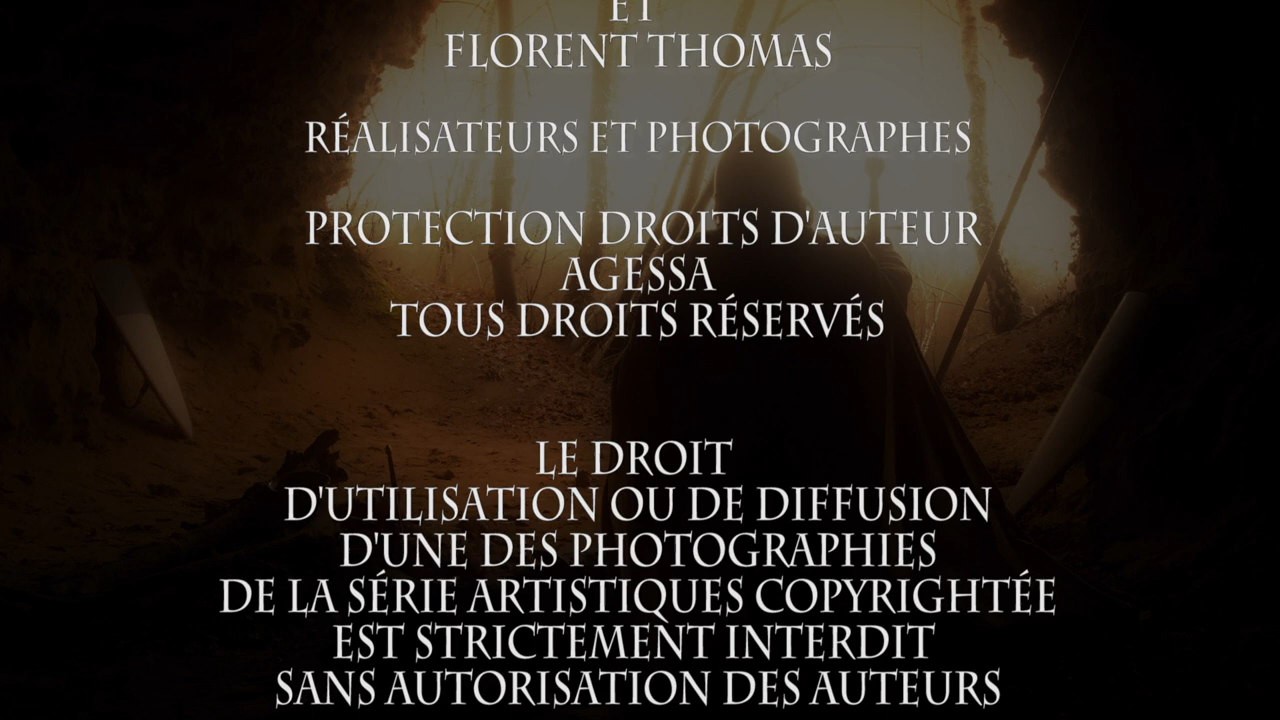 ET
FLORENT THOMAS
RÉALISATEURS ET PHOTOGRAPHES
PROTECTION DROITS D'AUTEUR
AGESSA
TOUS DROITS RÉSERVÉS
LE DROIT
D'UTILISATION OU DE DIFFUSION
D'UNE DES PHOTOGRAPHIES
DE LA SÉRIE ARTISTIQUES COPYRIGHTÉE
EST STRICTEMENT INTERDIT
SANS AUTORISATION DES AUTEURS